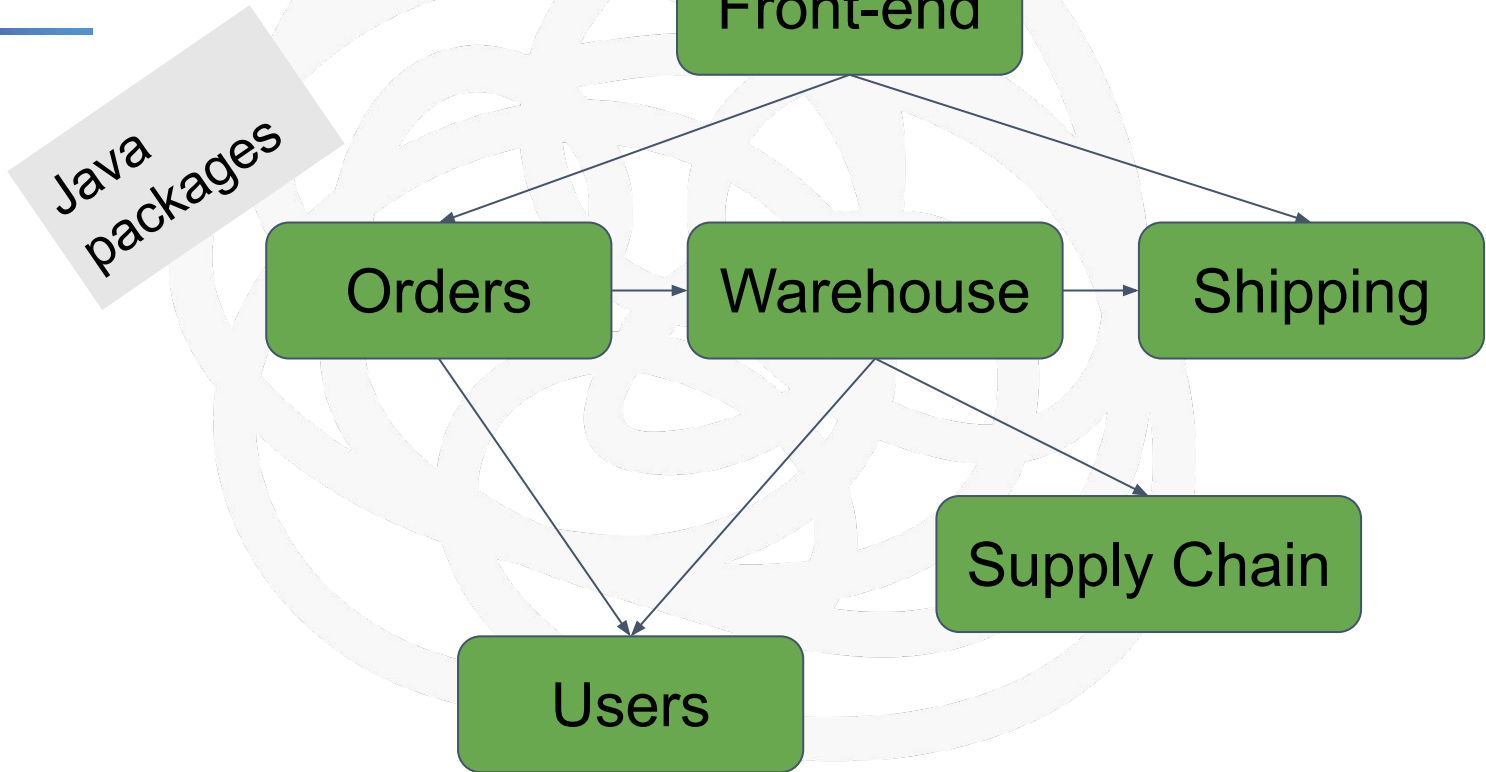 Front-end
Java
packages
Orders
Warehouse
Shipping
Supply Chain
Users